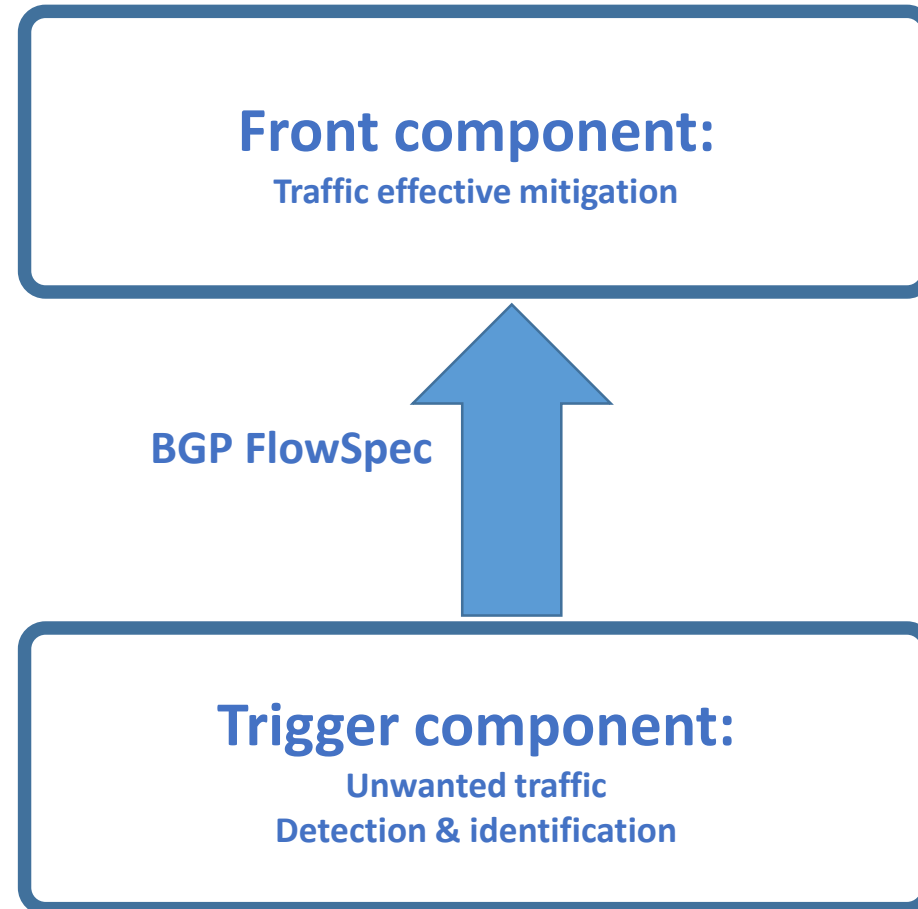 Front component:
Traffic effective mitigation
BGP FlowSpec
Trigger component:
Unwanted traffic
Detection & identification